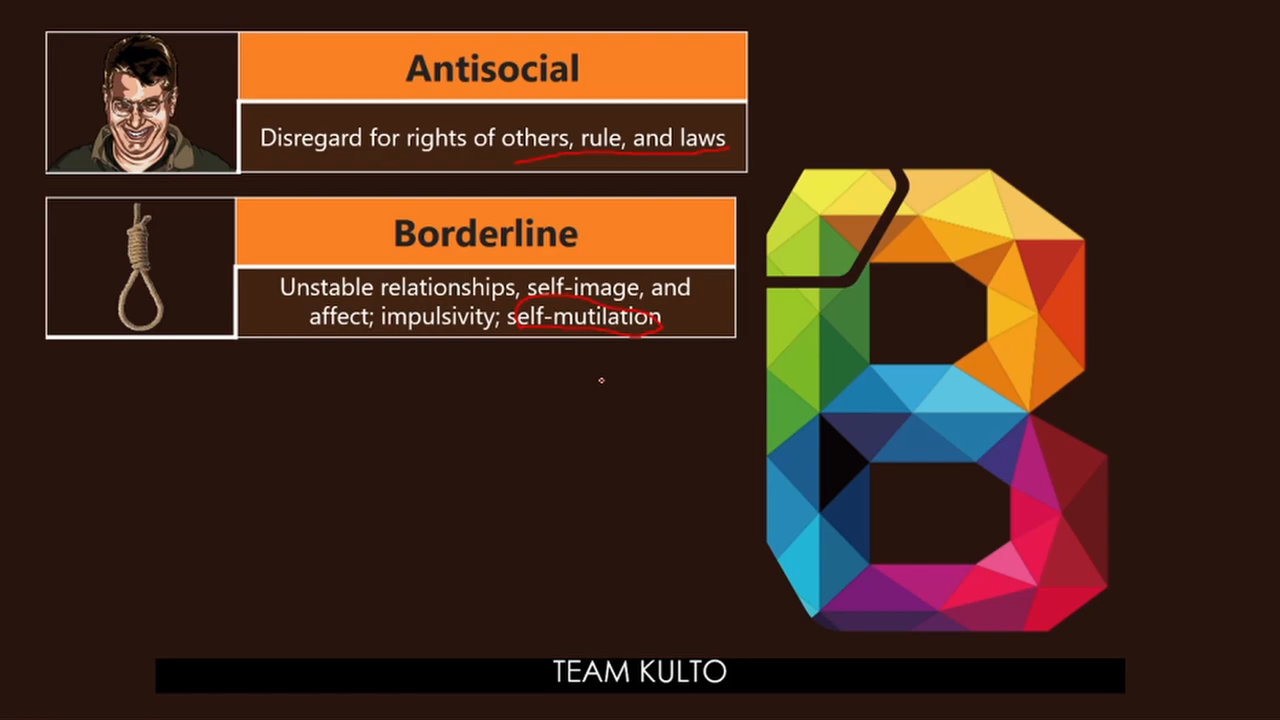 Antisocial
Disregard for rights of others, rule, and laws
Borderline
Unstable relationships, self-image, and
affect; impulsivity; self-mutilation
B
TEAM KULTO